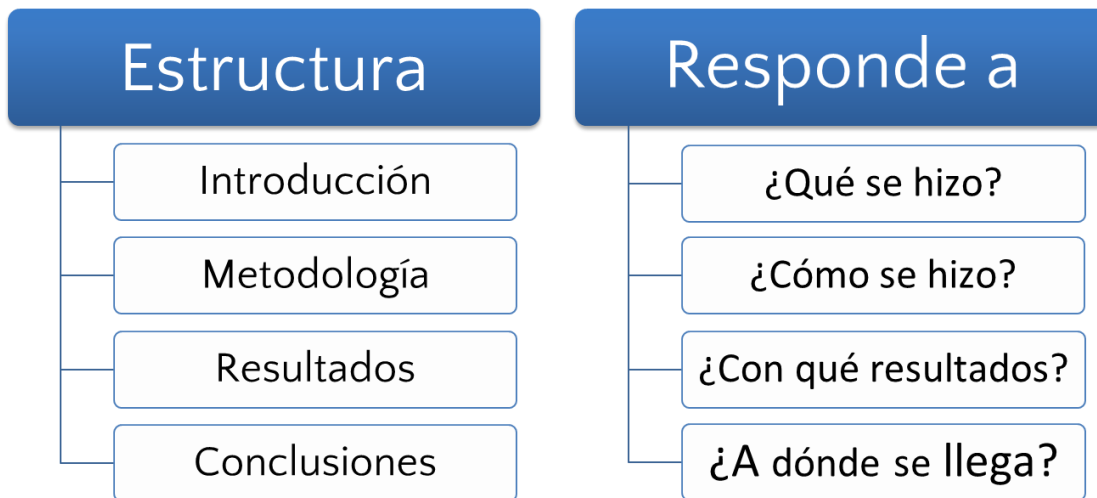 Estructura
Introducción
Metodología
Resultados
Conclusiones
Responde a
¿Qué se hizo?
¿Cómo se hizo?
¿Con qué resultados?
¿A dónde se llega?